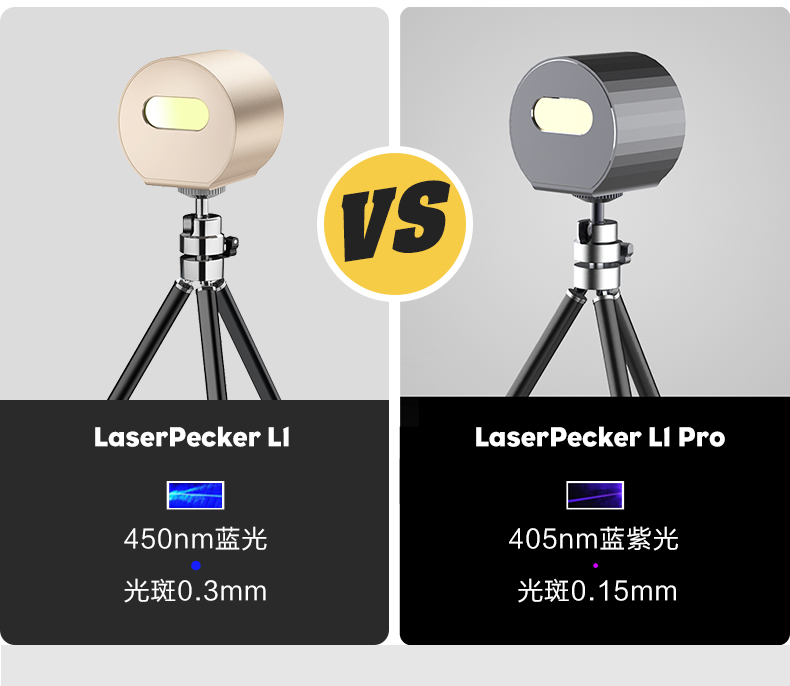 VS
LaserPecker L1
450nm蓝光
光斑0.3mm
LaserPecker L1 Pro
405nm蓝紫光
光斑0.15mm